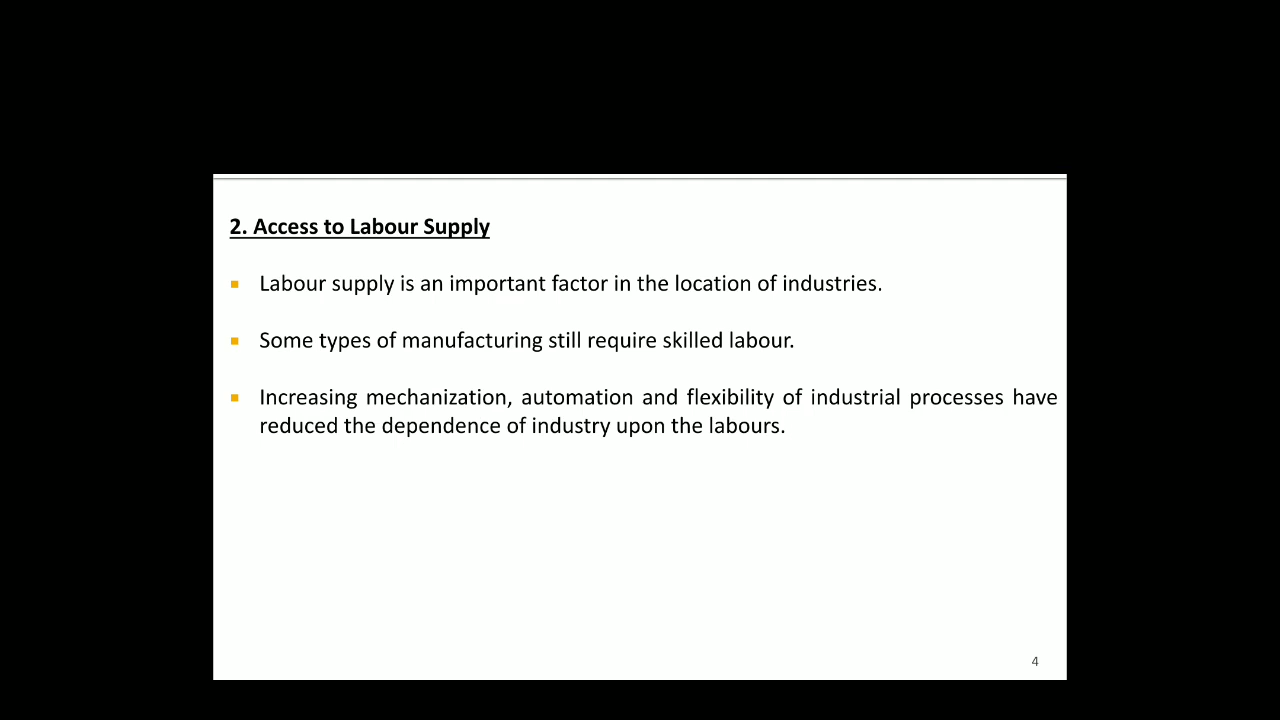 2. Access to Labour Supply
Labour supply is an important factor in the location of industries.
Some types of manufacturing still require skilled labour.
Increasing mechanization, automation and flexibility of industrial processes have
reduced the dependence of industry upon the labours.
4